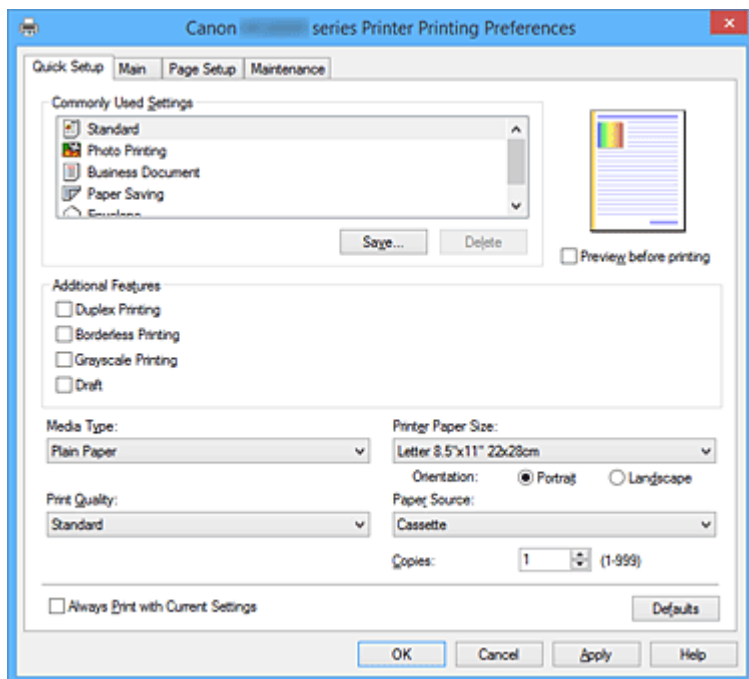 Canon series Printer Printing Preferences
Quick Setup Main Page Setup Maintenance
Commonly Used Settings
Standard
Photo Printing
Business Document
Paper Saving
Envelope
Save... Delete
Preview before printing
Additional Features
Duplex Printing
Borderless Printing
Grayscale Printing
Draft
Media Type: Printer Paper Size:
Plain Paper Letter 8.5"x11" 22x28cm
Orientation: Portrait Landscape
Print Quality: Paper Source:
Standard Cassette
Copies: 1 (1-999)
Always Print with Current Settings Defaults
OK Cancel Apply Help